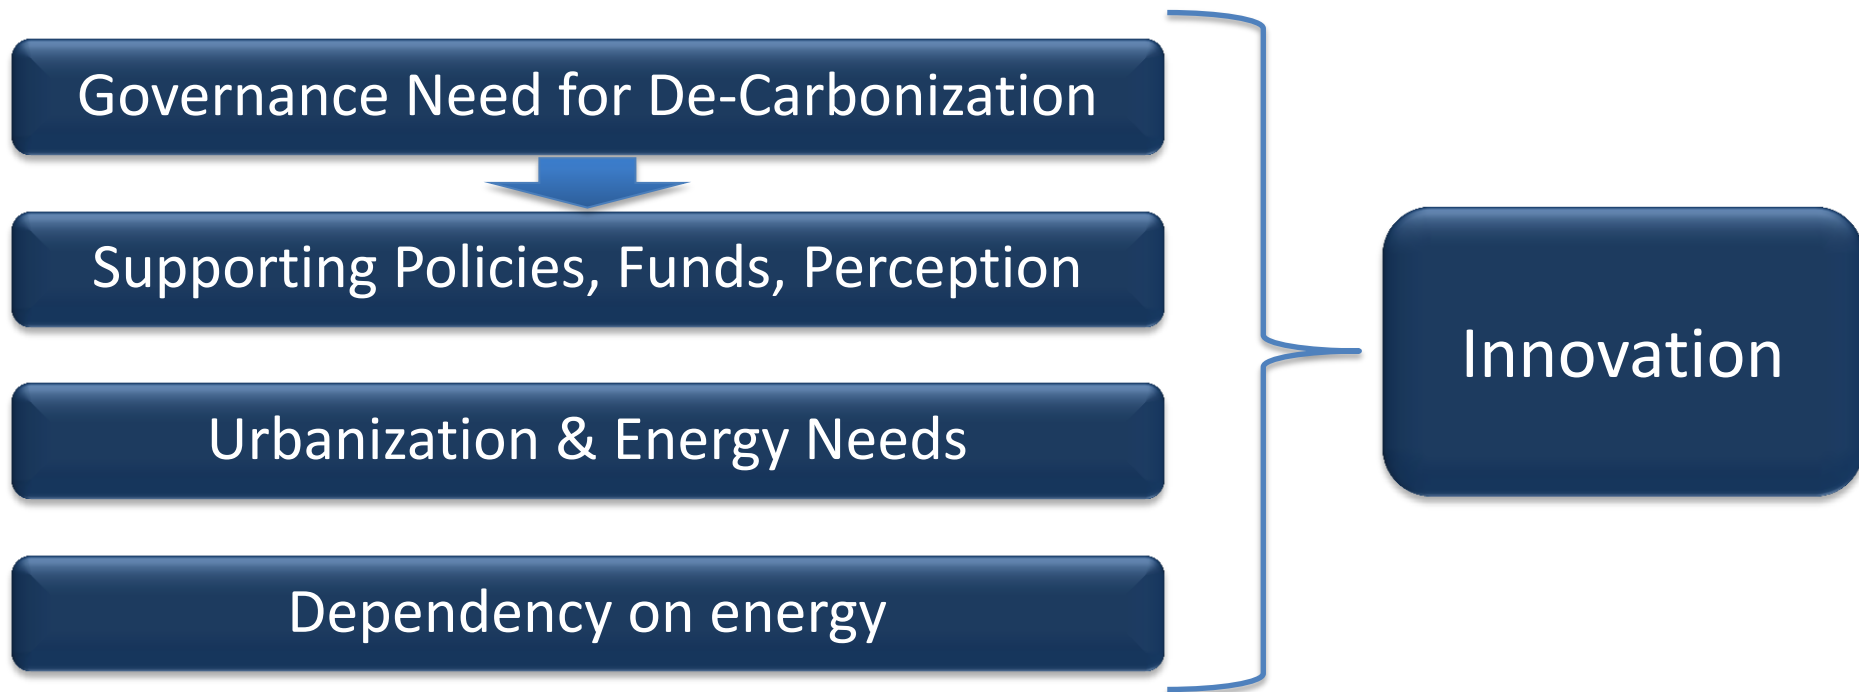 Governance Need for De-Carbonization
Supporting Policies, Funds, Perception
Urbanization & Energy Needs
Dependency on energy
Innovation